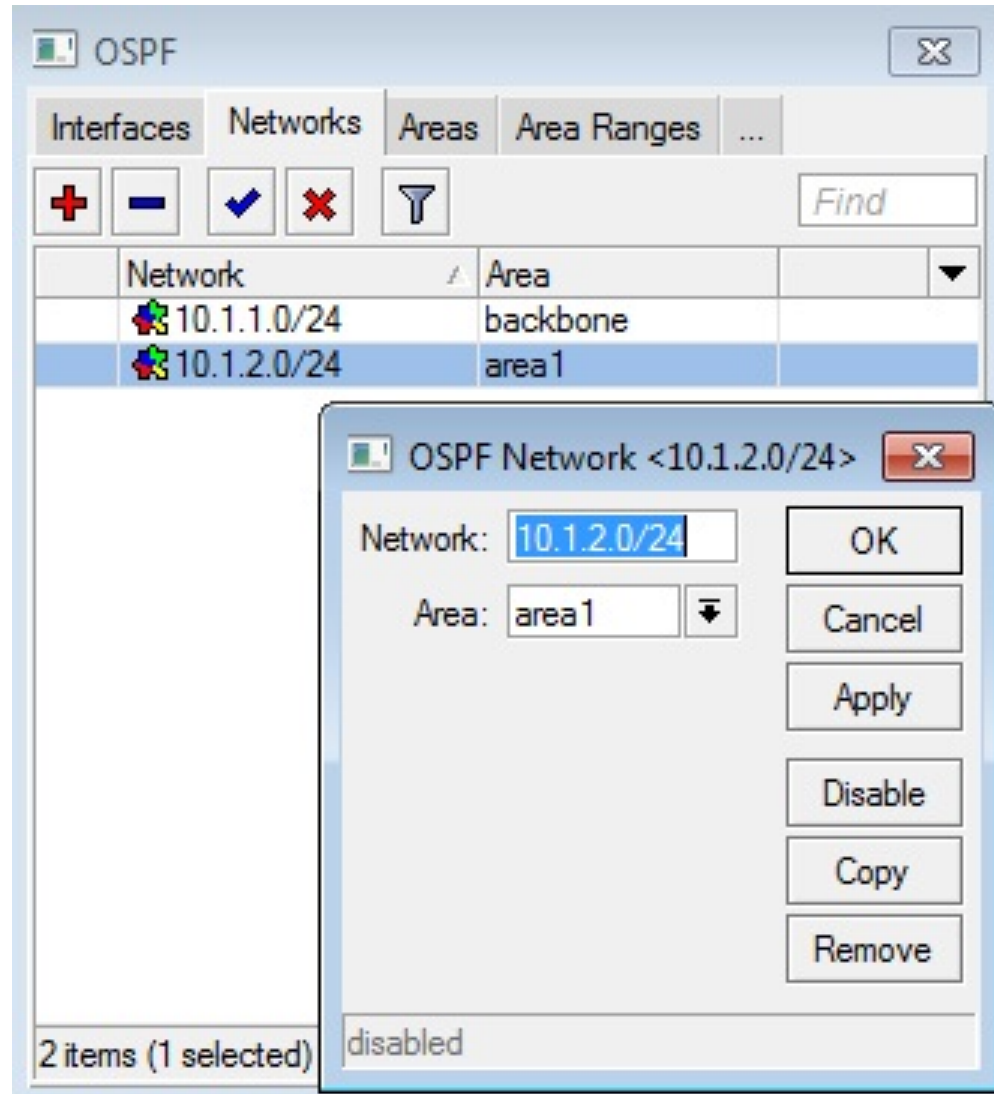 OSPF
Interfaces Networks Areas Area Ranges ...
Find
Network Area
10.1.1.0/24 backbone
10.1.2.0/24 area1
OSPF Network <10.1.2.0/24>
Network: 10.1.2.0/24 OK
Area: area1 Cancel
Apply
Disable
Copy
Remove
2 items (1 selected) disabled